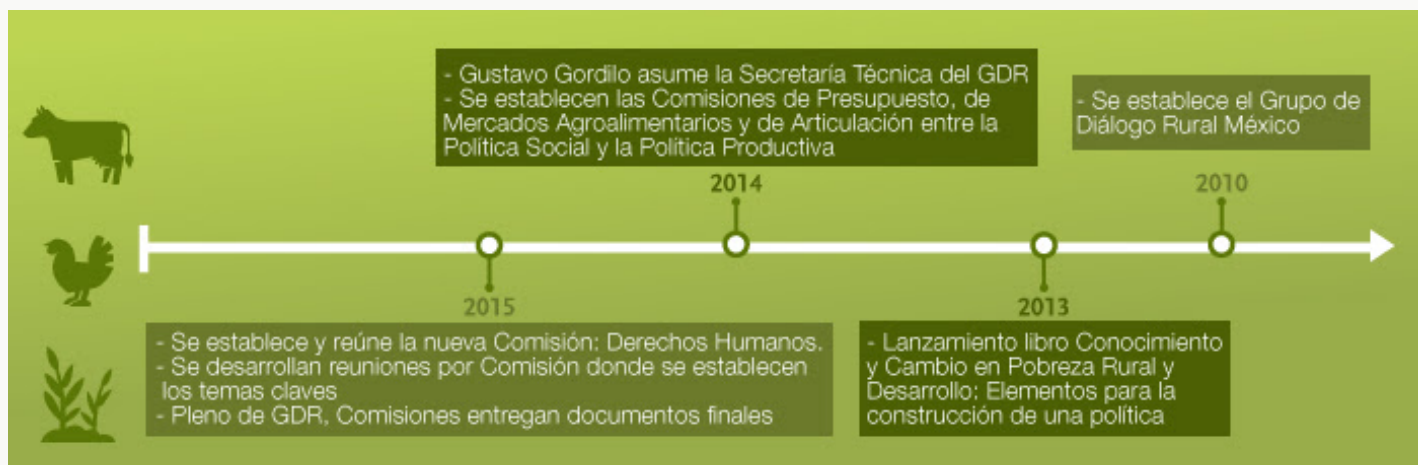 - Gustavo Gordilo asume la Secretaría Técnica del GDR
- Se establecen las Comisiones de Presupuesto, de
Mercados Agroalimentarios y de Articulación entre la
Política Social y la Política Productiva
2014
- Se establece el Grupo de
Diálogo Rural México
2010
2015
- Se establece y reúne la nueva Comisión: Derechos Humanos.
- Se desarrollan reuniones por Comisión donde se establecen
los temas claves
- Pleno de GDR, Comisiones entregan documentos finales
2013
- Lanzamiento libro Conocimiento
y Cambio en Pobreza Rural y
Desarrollo: Elementos para la
construcción de una política